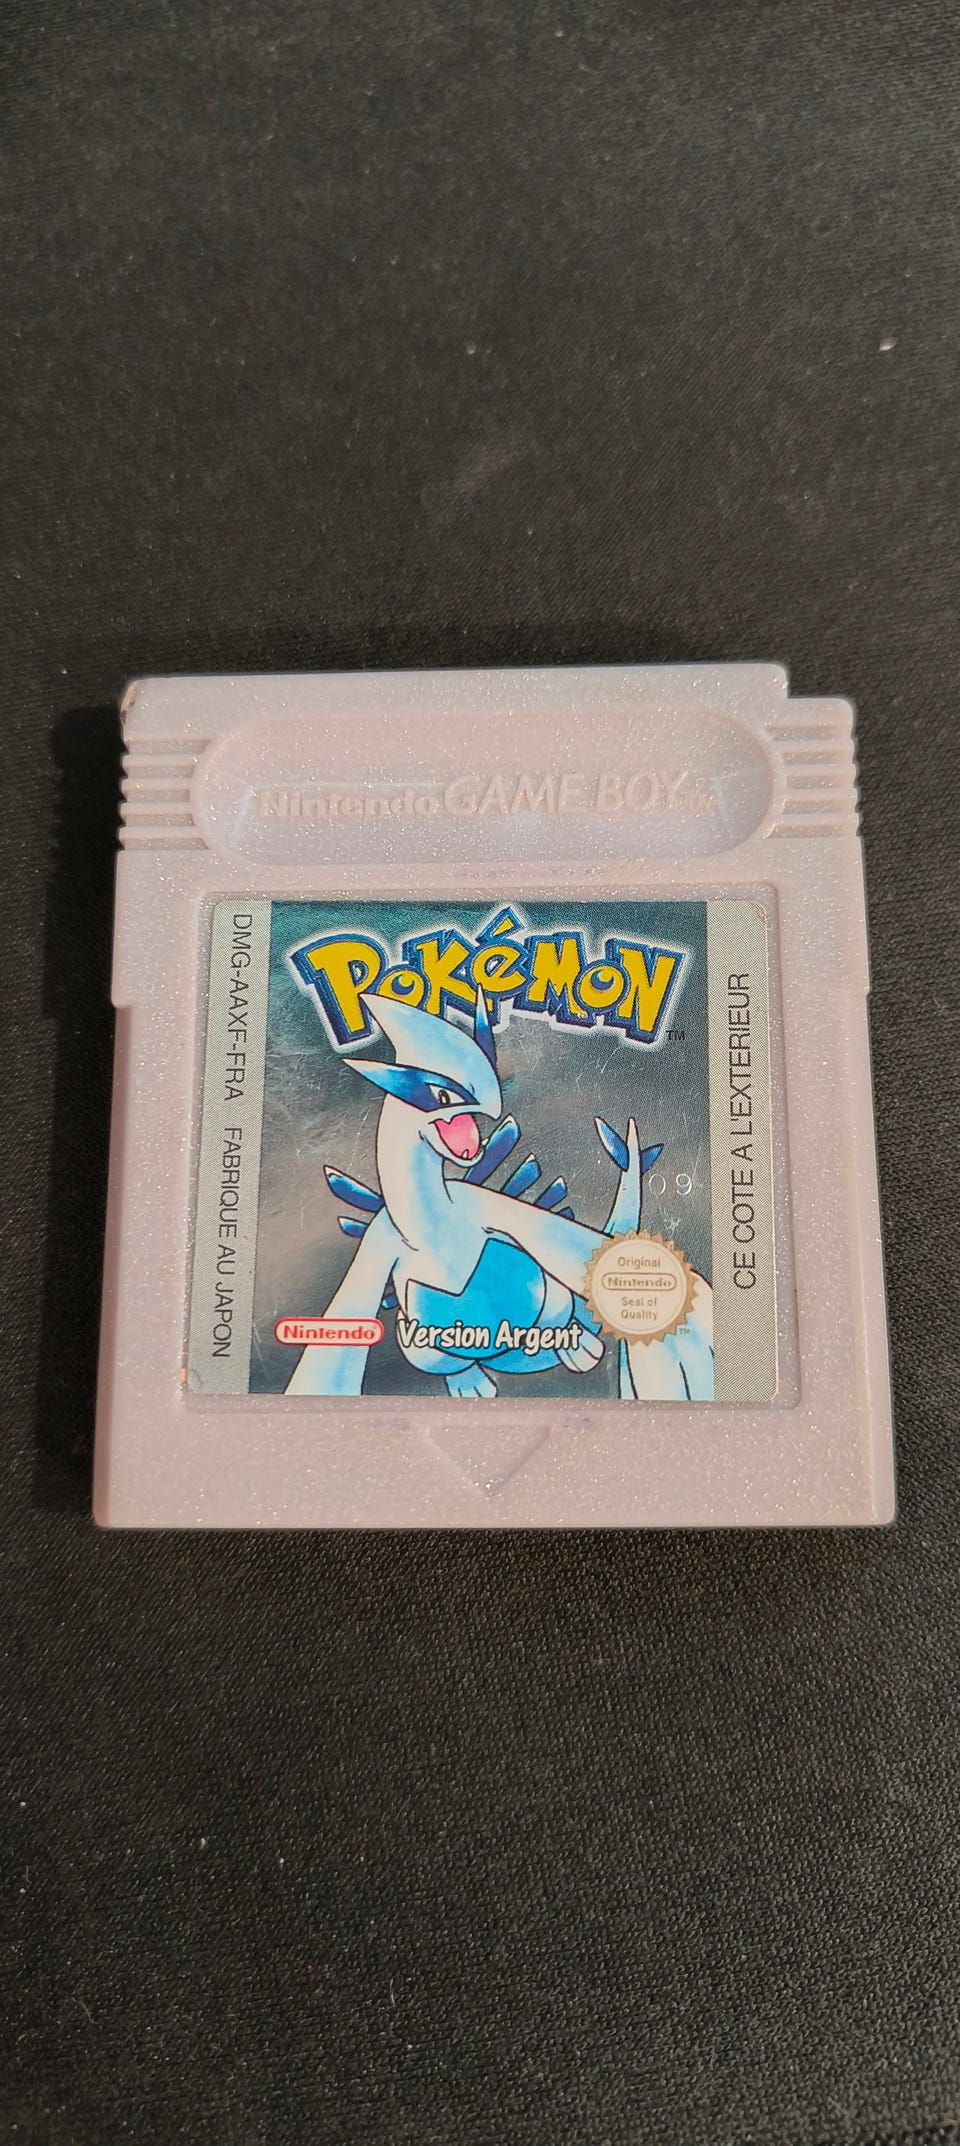 Nintendo GAME BOY TM
POKéMON
TM
DMG-AAXF-FRA FABRIQUE AU JAPON
CE COTE A L'EXTERIEUR
09
Original
Nintendo
Seal of
Quality
TM
Nintendo
Version Argent